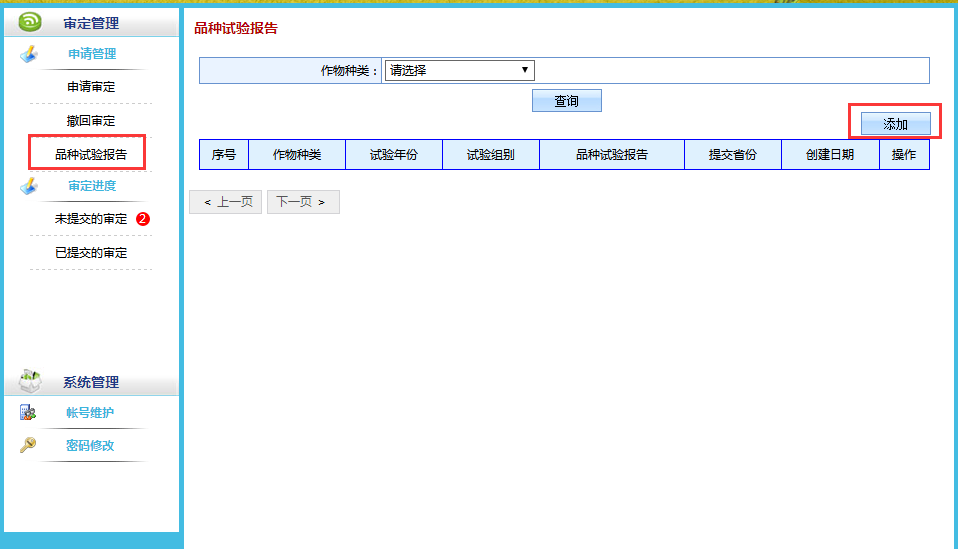 审定管理
申请管理
申请审定
撤回审定
品种试验报告
审定进度
未提交的审定 2
已提交的审定
系统管理
帐号维护
密码修改
品种试验报告
作物种类： 请选择 ▼
查询
添加
序号 作物种类 试验年份 试验组别 品种试验报告 提交省份 创建日期 操作
< 上一页 下一页 >